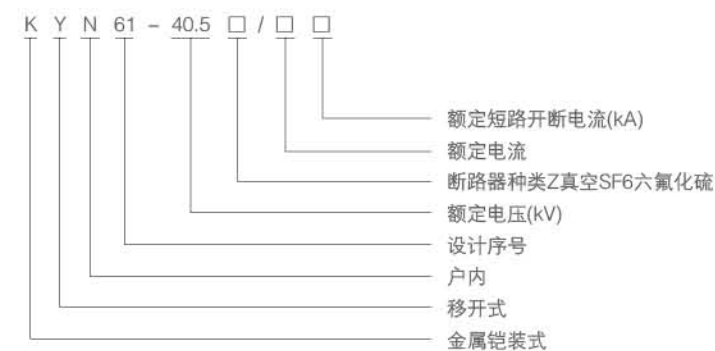 K Y N 61 - 40.5 □ / □ □
额定短路开断电流(kA)
额定电流
断路器种类Z真空SF6六氟化硫
额定电压(kV)
设计序号
户内
移开式
金属铠装式